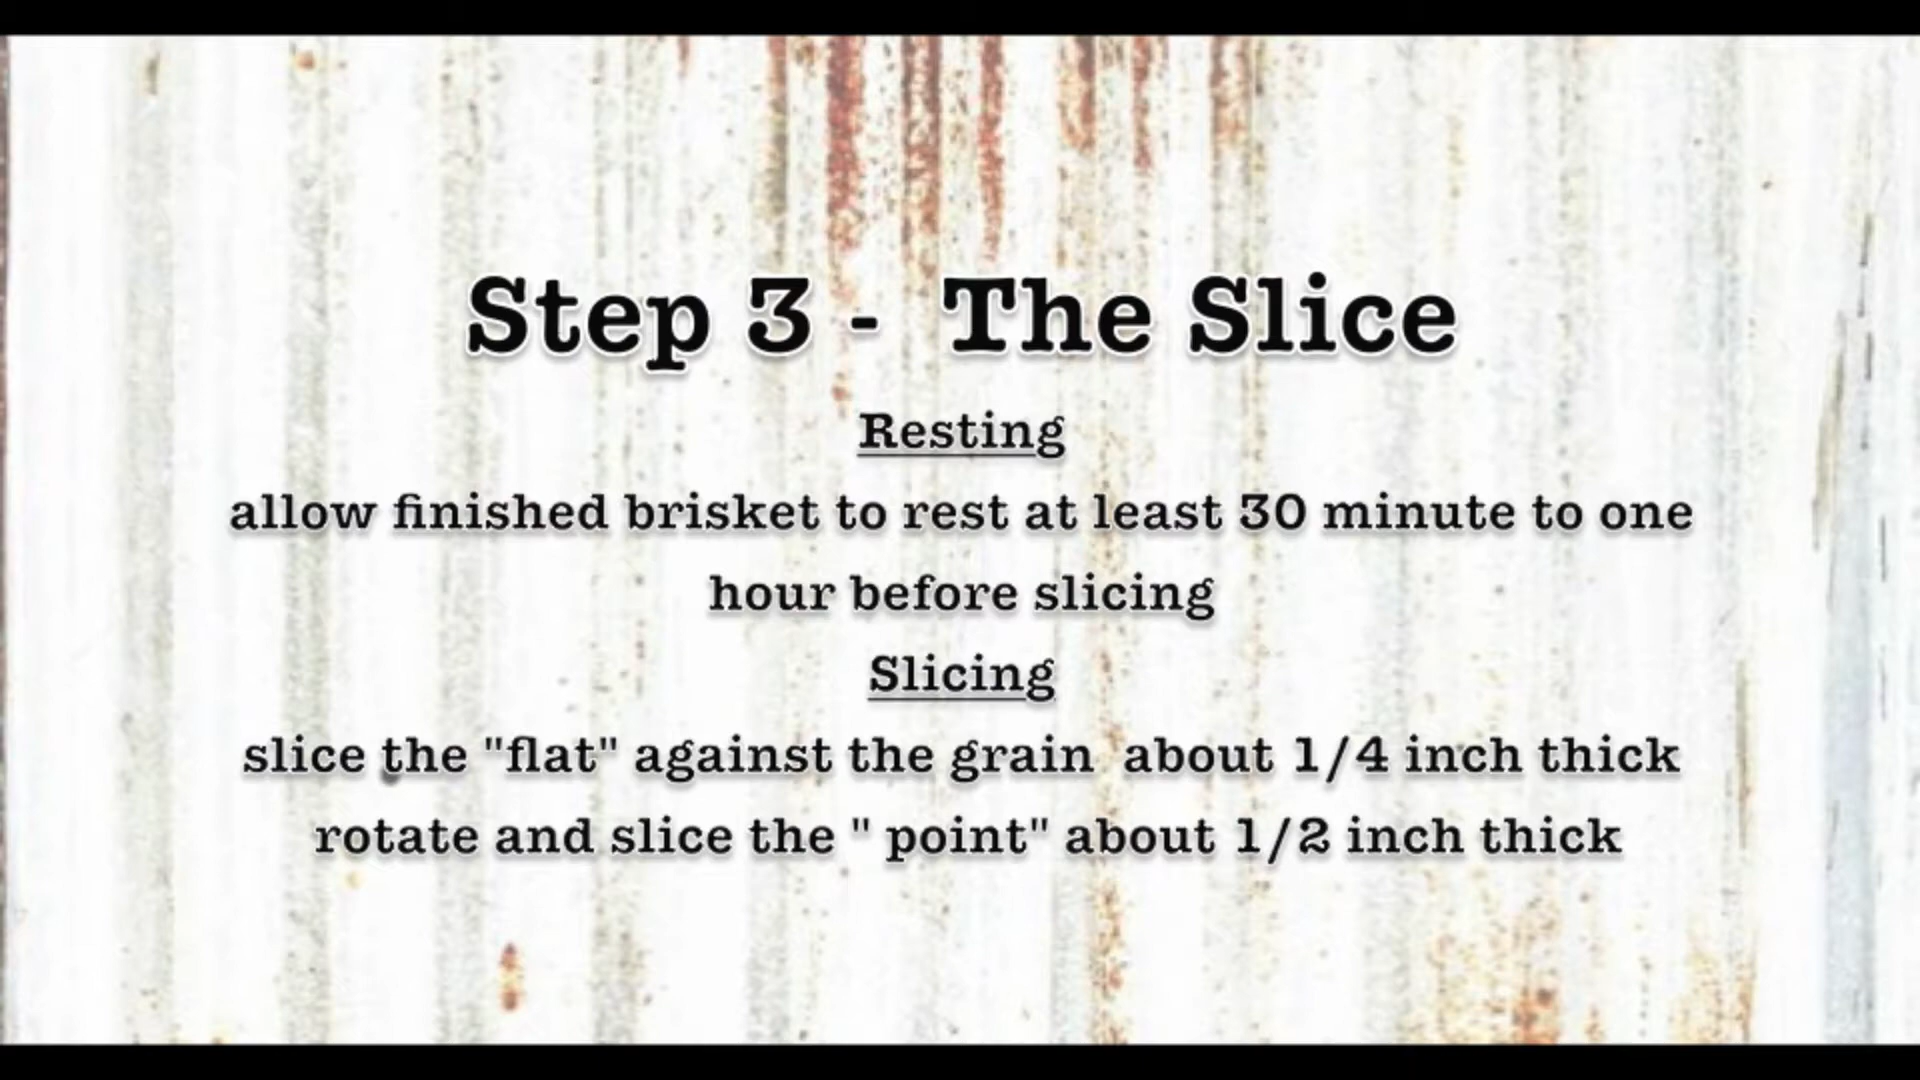 Step 3 -  The Slice
Resting
allow finished brisket to rest at least 30 minute to one
hour before slicing
Slicing
slice the "flat" against the grain  about 1/4 inch thick
rotate and slice the " point" about 1/2 inch thick